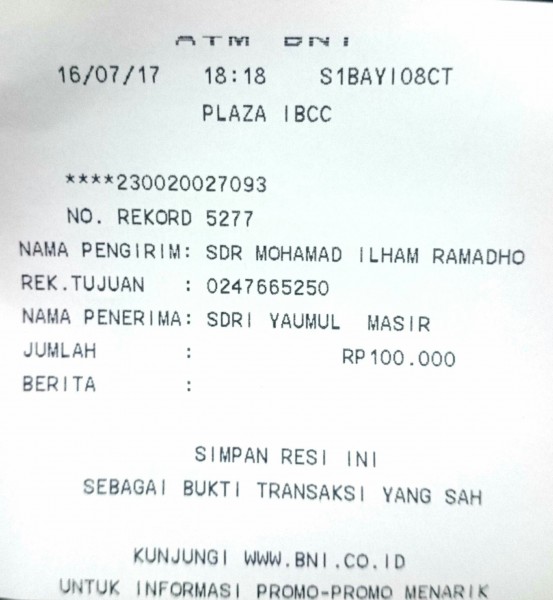 ATM BNI
16/07/17 18:18 S1BAYI08CT
PLAZA IBCC
****230020027093
NO. REKORD 5277
NAMA PENGIRIM: SDR MOHAMAD ILHAM RAMADHO
REK.TUJUAN : 0247665250
NAMA PENERIMA: SDRI YAUMUL MASIR
JUMLAH : RP100.000
BERITA :
SIMPAN RESI INI
SEBAGAI BUKTI TRANSAKSI YANG SAH
KUNJUNGI WWW.BNI.CO.ID
UNTUK INFORMASI PROMO-PROMO MENARIK